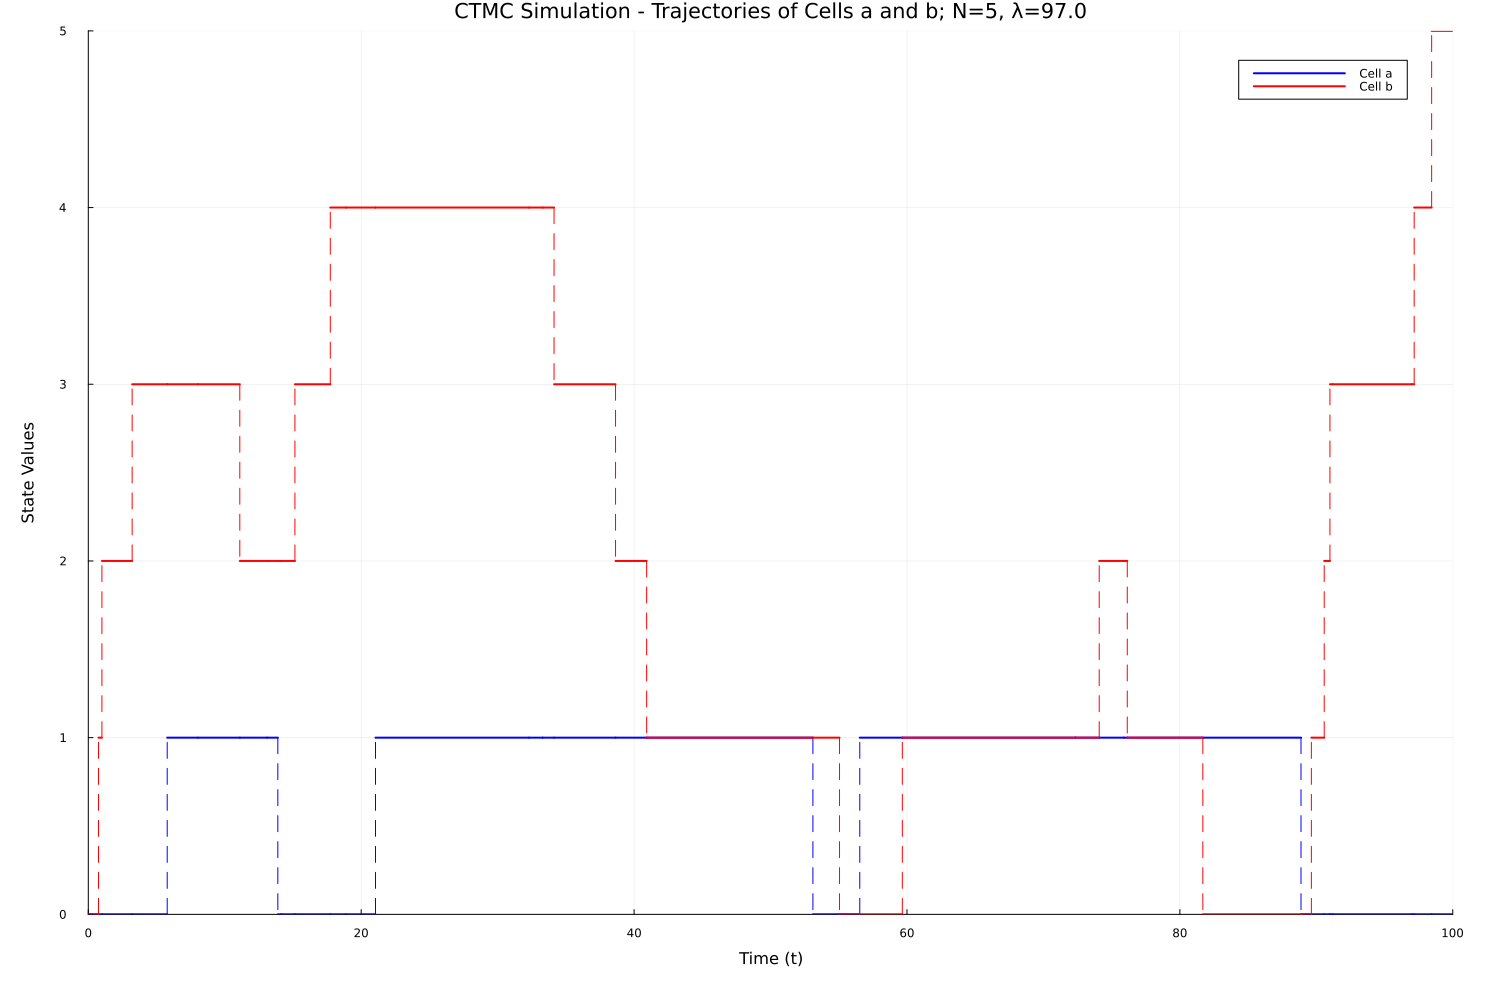 CTMC Simulation - Trajectories of Cells a and b; N=5, λ=97.0
5
Cell a
Cell b
4
3
State Values
2
1
0
0 20 40 60 80 100
Time (t)